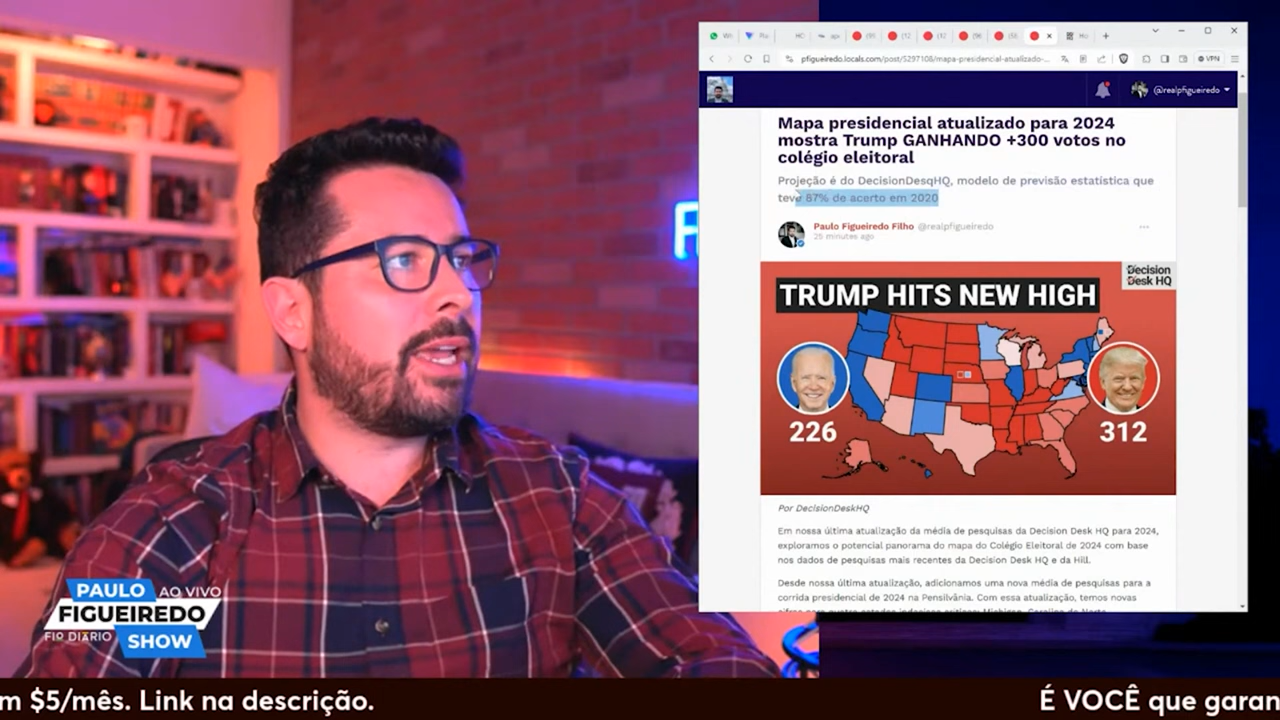 pfigueiredo.locals.com/post/5297108/mapa-presidencial-atualizado-...
VPN
@realpfigueiredo
Mapa presidencial atualizado para 2024
mostra Trump GANHANDO +300 votos no
colégio eleitoral
Projeção é do DecisionDesqHQ, modelo de previsão estatística que
teve 87% de acerto em 2020
Paulo Figueiredo Filho @realpfigueiredo
25 minutes ago
Decision
Desk HQ
TRUMP HITS NEW HIGH
226
312
Por DecisionDeskHQ
Em nossa última atualização da média de pesquisas da Decision Desk HQ para 2024,
exploramos o potencial panorama do mapa do Colégio Eleitoral de 2024 com base
nos dados de pesquisas mais recentes da Decision Desk HQ e da Hill.
Desde nossa última atualização, adicionamos uma nova média de pesquisas para a
corrida presidencial de 2024 na Pensilvânia. Com essa atualização, temos novas
PAULO AO VIVO
FIGUEIREDO
SHOW
m $5/mês. Link na descrição.
É VOCÊ que garan